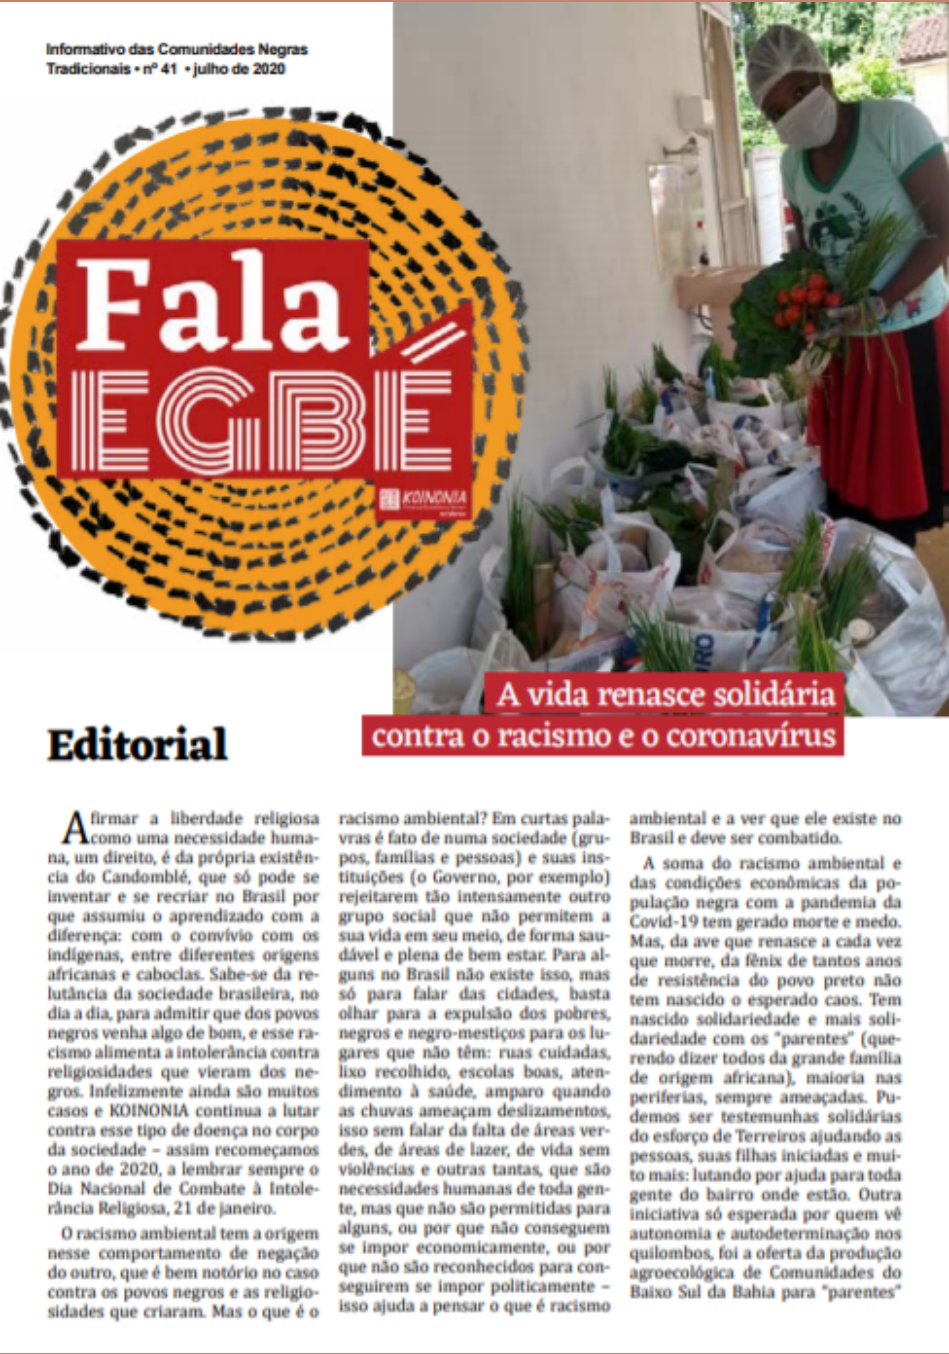 Informativo das Comunidades Negras
Tradicionais • nº 41 • julho de 2020
Fala
EGBÉ
KOINONIA
A vida renasce solidária
contra o racismo e o coronavírus
Editorial
Afirmar a liberdade religiosa
como uma necessidade huma-
na, um direito, é da própria existên-
cia do Candomblé, que só pode se
inventar e se recriar no Brasil por
que assumiu o aprendizado com a
diferença: com o convívio com os
indígenas, entre diferentes origens
africanas e caboclas. Sabe-se da re-
lutância da sociedade brasileira, no
dia a dia, para admitir que dos povos
negros venha algo de bom, e esse ra-
cismo alimenta a intolerância contra
religiosidades que vieram dos ne-
gros. Infelizmente ainda são muitos
casos e KOINONIA continua a lutar
contra esse tipo de doença no corpo
da sociedade – assim recomeçamos
o ano de 2020, a lembrar sempre o
Dia Nacional de Combate à Intole-
rância Religiosa, 21 de janeiro.
O racismo ambiental tem a origem
nesse comportamento de negação
do outro, que é bem notório no caso
contra os povos negros e as religio-
sidades que criaram. Mas o que é o
racismo ambiental? Em curtas pala-
vras é fato de numa sociedade (gru-
pos, famílias e pessoas) e suas ins-
tituições (o Governo, por exemplo)
rejeitarem tão intensamente outro
grupo social que não permitem a
sua vida em seu meio, de forma sau-
dável e plena de bem estar. Para al-
guns no Brasil não existe isso, mas
só para falar das cidades, basta
olhar para a expulsão dos pobres,
negros e negro-mestiços para os lu-
gares que não têm: ruas cuidadas,
lixo recolhido, escolas boas, aten-
dimento à saúde, amparo quando
as chuvas ameaçam deslizamentos,
isso sem falar da falta de áreas ver-
des, de áreas de lazer, de vida sem
violências e outras tantas, que são
necessidades humanas de toda gen-
te, mas que não são permitidas para
alguns, ou por que não conseguem
se impor economicamente, ou por
que não são reconhecidos para con-
seguirem se impor politicamente –
isso ajuda a pensar o que é racismo
ambiental e a ver que ele existe no
Brasil e deve ser combatido.
A soma do racismo ambiental e
das condições econômicas da po-
pulação negra com a pandemia da
Covid-19 tem gerado morte e medo.
Mas, da ave que renasce a cada vez
que morre, da fênix de tantos anos
de resistência do povo preto não
tem nascido o esperado caos. Tem
nascido solidariedade e mais soli-
dariedade com os "parentes" (que-
rendo dizer todos da grande família
de origem africana), maioria nas
periferias, sempre ameaçadas. Pu-
demos ser testemunhas solidárias
do esforço de Terreiros ajudando as
pessoas, suas filhas iniciadas e mui-
to mais: lutando por ajuda para toda
gente do bairro onde estão. Outra
iniciativa só esperada por quem vê
autonomia e autodeterminação nos
quilombos, foi a oferta da produção
agroecológica de Comunidades do
Baixo Sul da Bahia para "parentes"